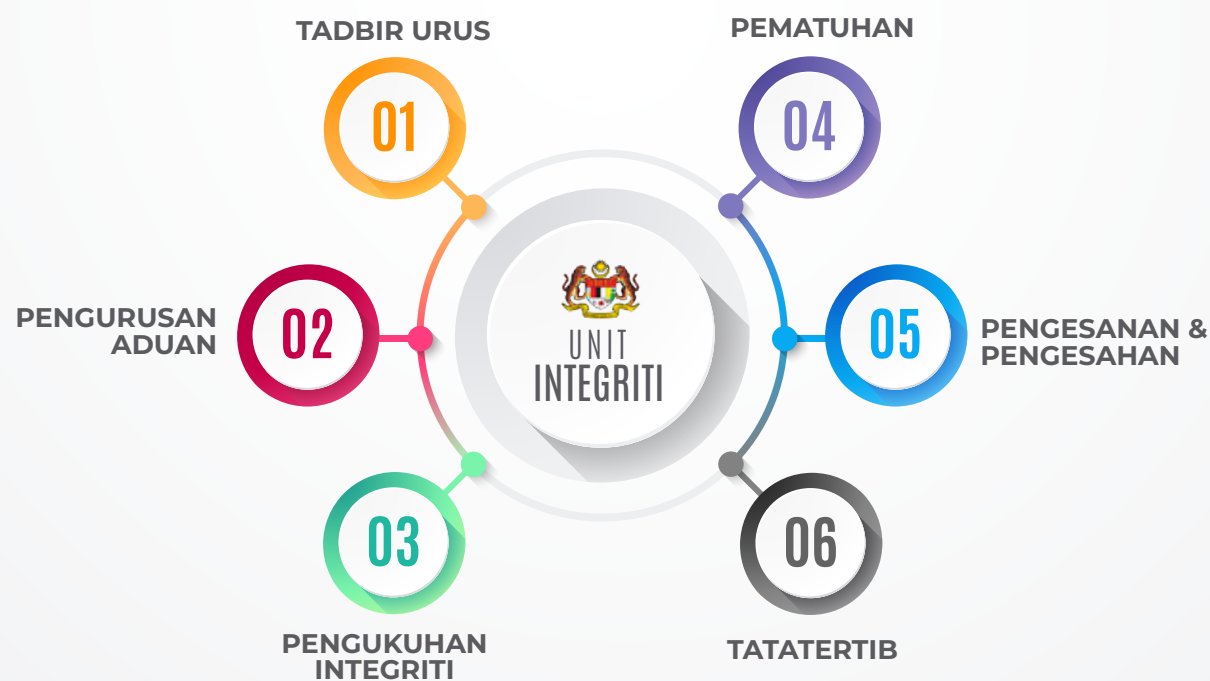 TADBIR URUS
01
PENGURUSAN
ADUAN
02
03
PENGUKUHAN
INTEGRITI
UNIT
INTEGRITI
PEMATUHAN
04
05
PENGESANAN &
PENGESAHAN
06
TATATERTIB